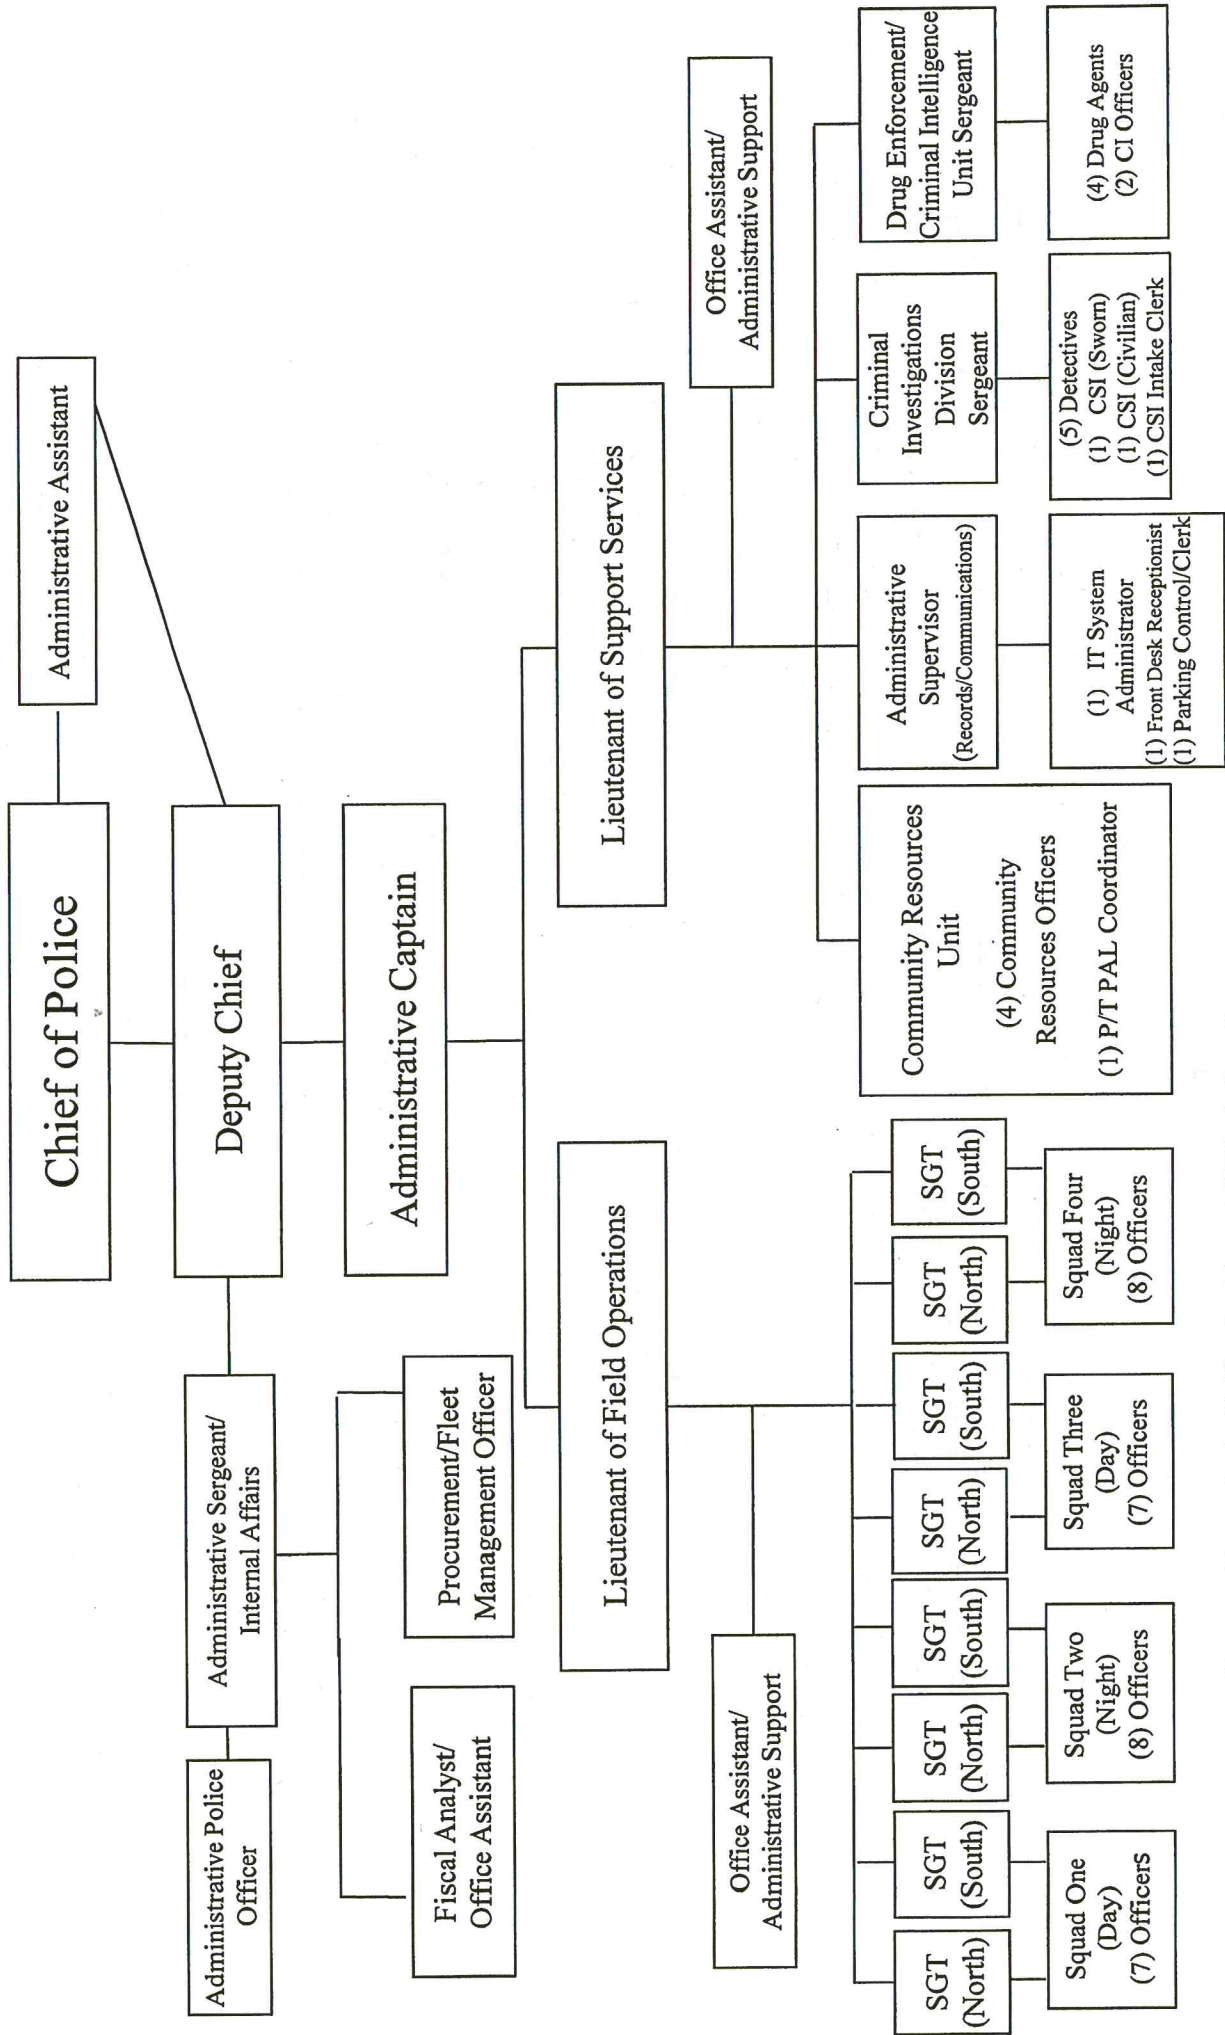 Chief of Police
Administrative Assistant
Deputy Chief
Administrative Police
Officer
Administrative Sergeant/
Internal Affairs
Administrative Captain
Fiscal Analyst/
Office Assistant
Procurement/Fleet
Management Officer
Lieutenant of Field Operations
Lieutenant of Support Services
Office Assistant/
Administrative Support
Office Assistant/
Administrative Support
SGT
(North)
SGT
(South)
SGT
(North)
SGT
(South)
SGT
(North)
SGT
(South)
SGT
(North)
SGT
(South)
Squad One
(Day)
(7) Officers
Squad Two
(Night)
(8) Officers
Squad Three
(Day)
(7) Officers
Squad Four
(Night)
(8) Officers
Community Resources
Unit
(4) Community
Resources Officers
(1) P/T PAL Coordinator
Administrative
Supervisor
(Records/Communications)
(1) IT System
Administrator
(1) Front Desk Receptionist
(1) Parking Control/Clerk
Criminal
Investigations
Division
Sergeant
(5) Detectives
(1) CSI (Sworn)
(1) CSI (Civilian)
(1) CSI Intake Clerk
Drug Enforcement/
Criminal Intelligence
Unit Sergeant
(4) Drug Agents
(2) CI Officers